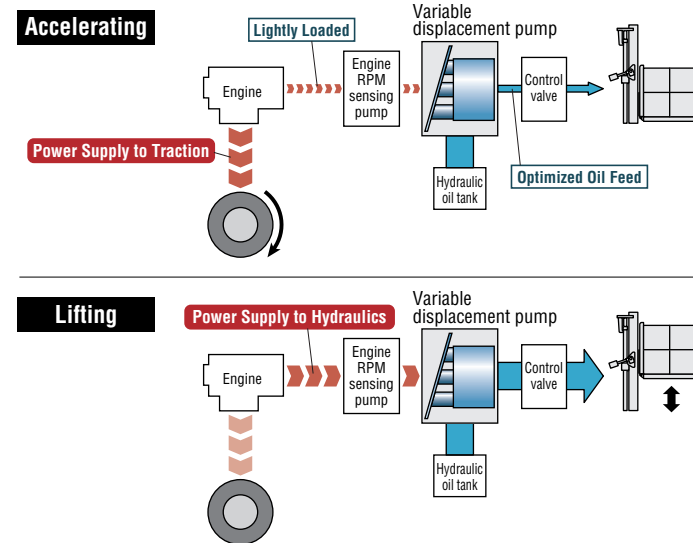 Accelerating
Lightly Loaded
Variable
displacement pump
Engine
Engine
RPM
sensing
pump
Control
valve
Power Supply to Traction
Hydraulic
oil tank
Optimized Oil Feed
Lifting
Power Supply to Hydraulics
Variable
displacement pump
Engine
Engine
RPM
sensing
pump
Control
valve
Hydraulic
oil tank